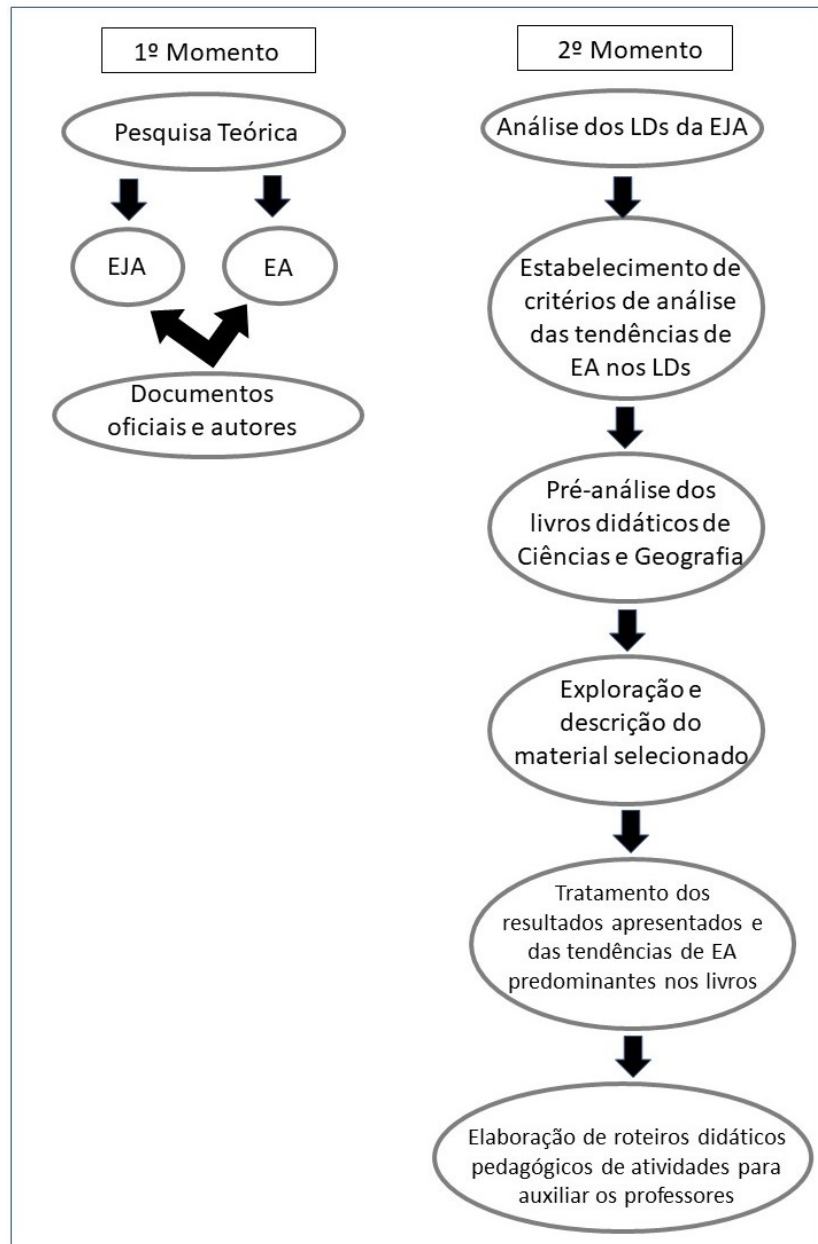 1º Momento
Pesquisa Teórica
EJA
EA
Documentos
oficiais e autores
2º Momento
Análise dos LDs da EJA
Estabelecimento de
critérios de análise
das tendências de
EA nos LDs
Pré-análise dos
livros didáticos de
Ciências e Geografia
Exploração e
descrição do
material selecionado
Tratamento dos
resultados apresentados e
das tendências de EA
predominantes nos livros
Elaboração de roteiros didáticos
pedagógicos de atividades para
auxiliar os professores